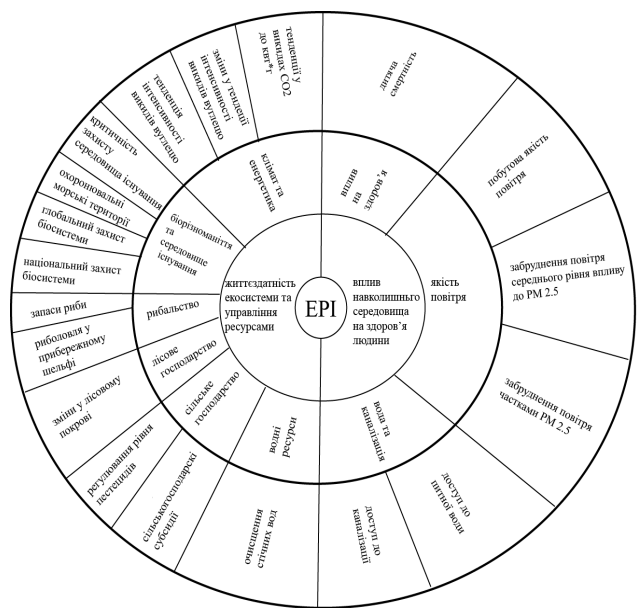 EPI
життєздатність
екосистеми та
управління
ресурсами
вплив
навколишнього
середовища
на здоров’я
людини
вплив
на
здоров’я
якість
повітря
вода та
каналізація
водні
ресурси
сільське
господарство
лісове
господарство
рибальство
біорізноманіття
та
середовище
існування
клімат та
енергетика
дитяча
смертність
побутова якість
повітря
забруднення повітря
середнього рівня впливу
до PM 2.5
забруднення повітря
частками PM 2.5
доступ до
питної води
доступ до
каналізації
очисщення
стічних вод
сільськогосподарскі
субсидії
регулювання рівня
пестецидів
зміни у лісовому
покрові
риболовля у
прибережному
шельфі
запаси риби
національний захист
біосистеми
глобальний захист
біосистеми
охоронювальні
морські території
критичність
захисту
середовища існування
тенденція
інтенсивності
викидів вуглецю
зміни у тенденції
интенсивності
викидів вуглецю
тенденції у
викидах CO2
до квт*г